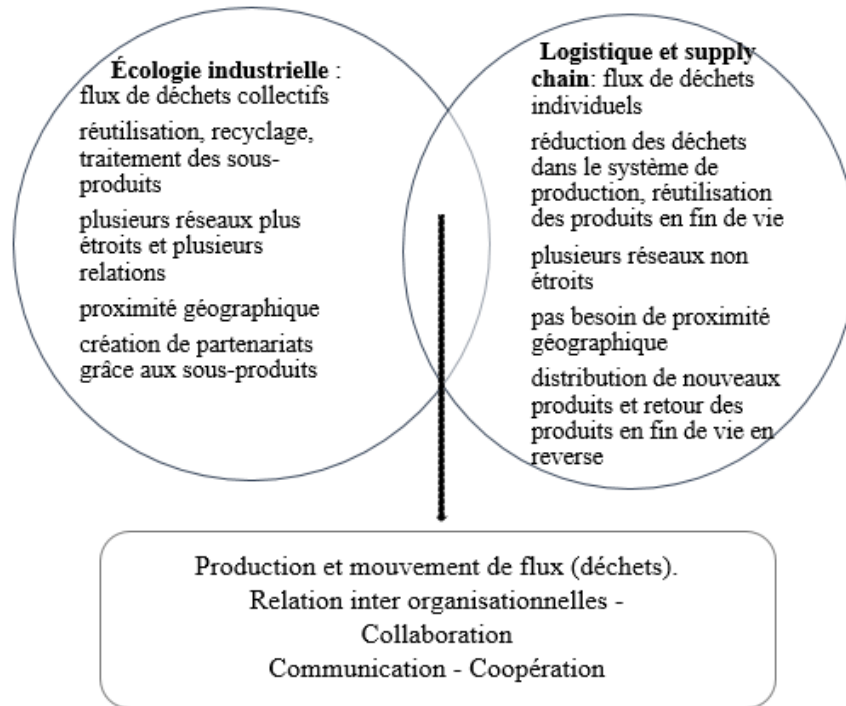 Écologie industrielle :
flux de déchets collectifs
réutilisation, recyclage,
traitement des sous-
produits
plusieurs réseaux plus
étroits et plusieurs
relations
proximité géographique
création de partenariats
grâce aux sous-produits
Logistique et supply
chain: flux de déchets
individuels
réduction des déchets
dans le système de
production, réutilisation
des produits en fin de vie
plusieurs réseaux non
étroits
pas besoin de proximité
géographique
distribution de nouveaux
produits et retour des
produits en fin de vie en
reverse
Production et mouvement de flux (déchets).
Relation inter organisationnelles -
Collaboration
Communication - Coopération